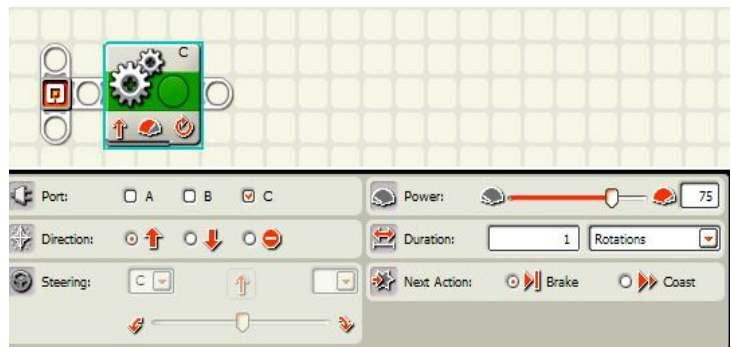 C
Port: A B C
Power: 75
Direction:
Duration: 1 Rotations
Steering: C
Next Action: Brake Coast